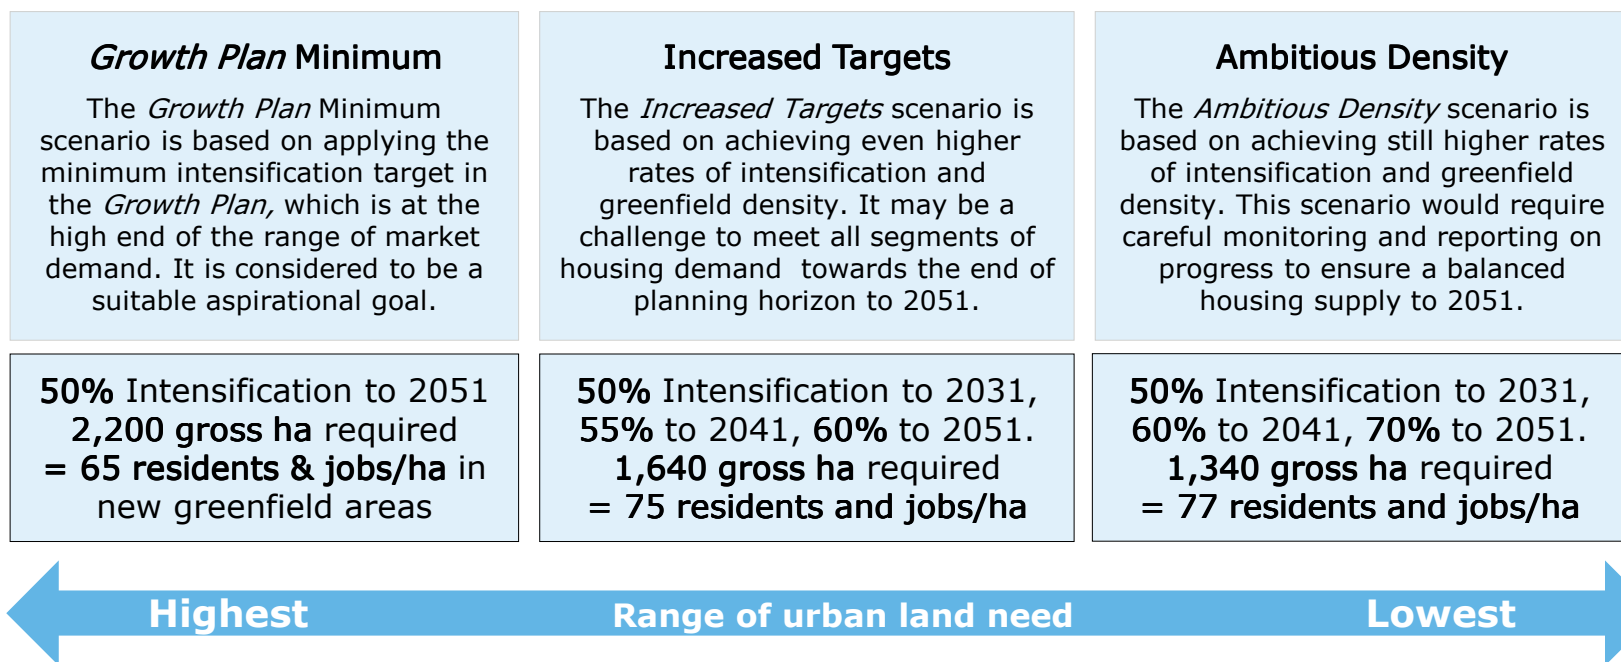 Growth Plan Minimum
The Growth Plan Minimum
scenario is based on applying the
minimum intensification target in
the Growth Plan, which is at the
high end of the range of market
demand. It is considered to be a
suitable aspirational goal.
50% Intensification to 2051
2,200 gross ha required
= 65 residents & jobs/ha in
new greenfield areas
Increased Targets
The Increased Targets scenario is
based on achieving even higher
rates of intensification and
greenfield density. It may be a
challenge to meet all segments of
housing demand towards the end of
planning horizon to 2051.
50% Intensification to 2031,
55% to 2041, 60% to 2051.
1,640 gross ha required
= 75 residents and jobs/ha
Ambitious Density
The Ambitious Density scenario is
based on achieving still higher rates
of intensification and greenfield
density. This scenario would require
careful monitoring and reporting on
progress to ensure a balanced
housing supply to 2051.
50% Intensification to 2031,
60% to 2041, 70% to 2051.
1,340 gross ha required
= 77 residents and jobs/ha
Highest Range of urban land need Lowest